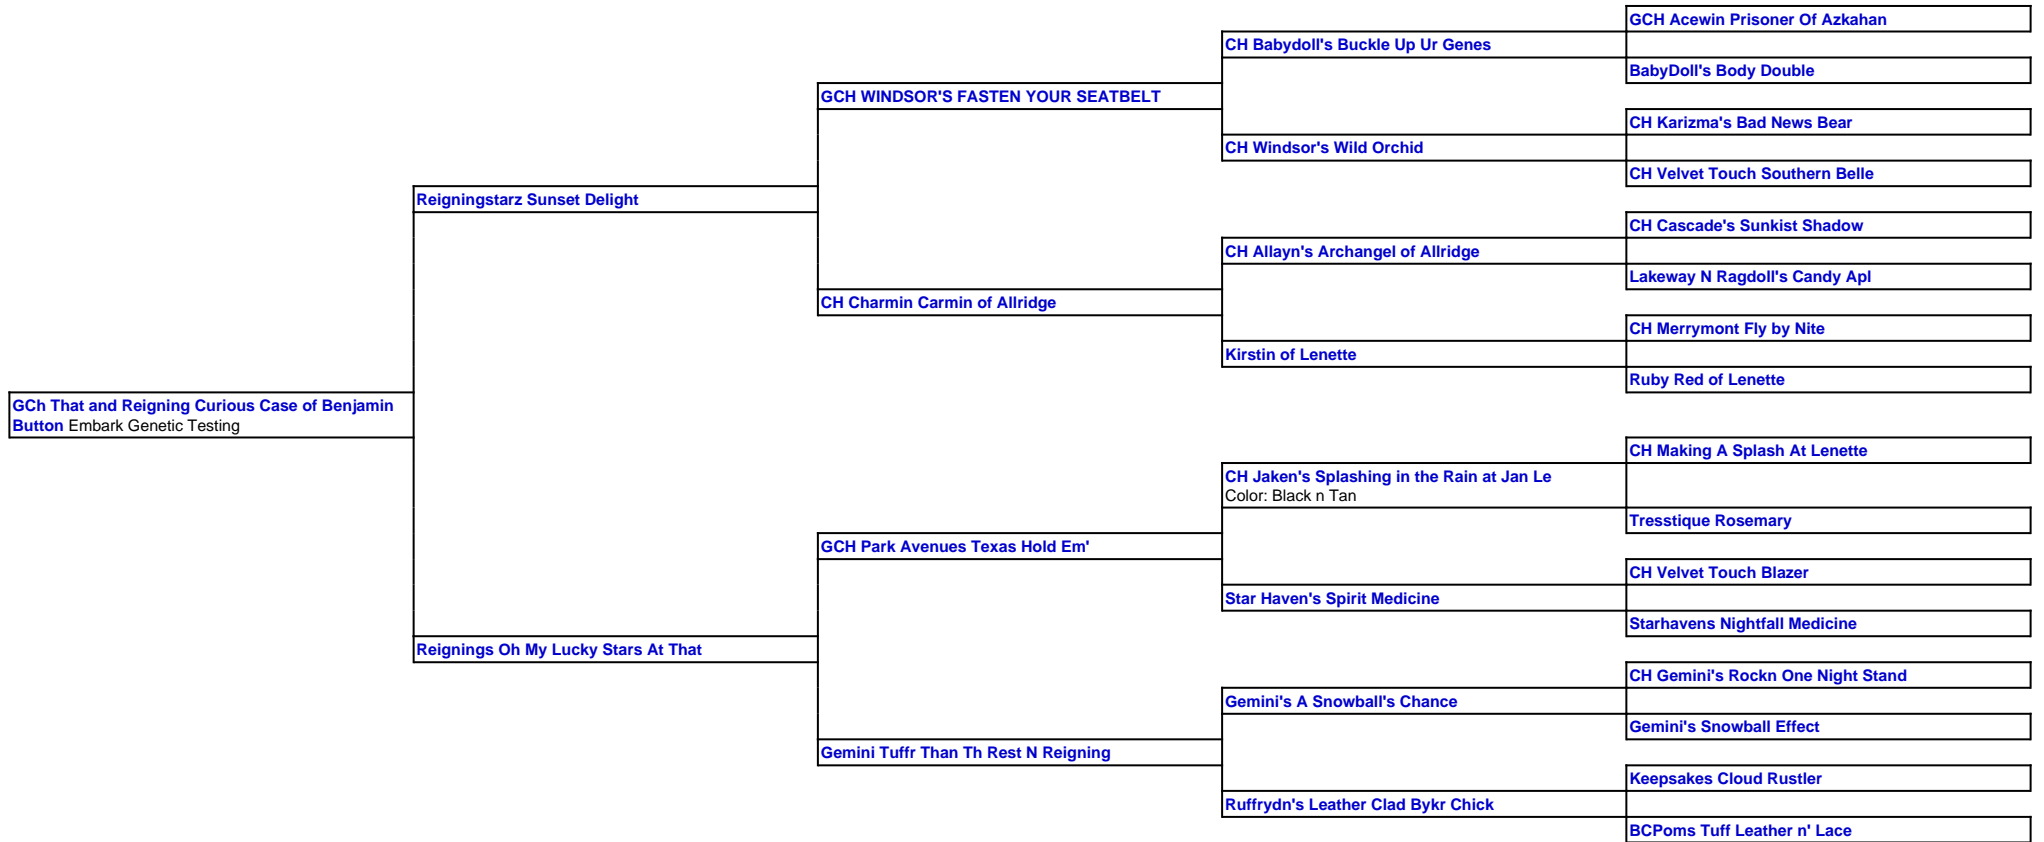 GCH Acewin Prisoner Of Azkahan
CH Babydoll's Buckle Up Ur Genes
BabyDoll's Body Double
GCH WINDSOR'S FASTEN YOUR SEATBELT
CH Karizma's Bad News Bear
CH Windsor's Wild Orchid
CH Velvet Touch Southern Belle
Reigningstarz Sunset Delight
CH Cascade's Sunkist Shadow
CH Allayn's Archangel of Allridge
Lakeway N Ragdoll's Candy Apl
CH Charmin Carmin of Allridge
CH Merrymont Fly by Nite
Kirstin of Lenette
Ruby Red of Lenette
GCh That and Reigning Curious Case of Benjamin
Button Embark Genetic Testing
CH Making A Splash At Lenette
CH Jaken's Splashing in the Rain at Jan Le
Color: Black n Tan
Tresstique Rosemary
GCH Park Avenues Texas Hold Em'
CH Velvet Touch Blazer
Star Haven's Spirit Medicine
Starhavens Nightfall Medicine
Reignings Oh My Lucky Stars At That
CH Gemini's Rockn One Night Stand
Gemini's A Snowball's Chance
Gemini's Snowball Effect
Gemini Tuffr Than Th Rest N Reigning
Keepsakes Cloud Rustler
Ruffrydn's Leather Clad Bykr Chick
BCPoms Tuff Leather n' Lace